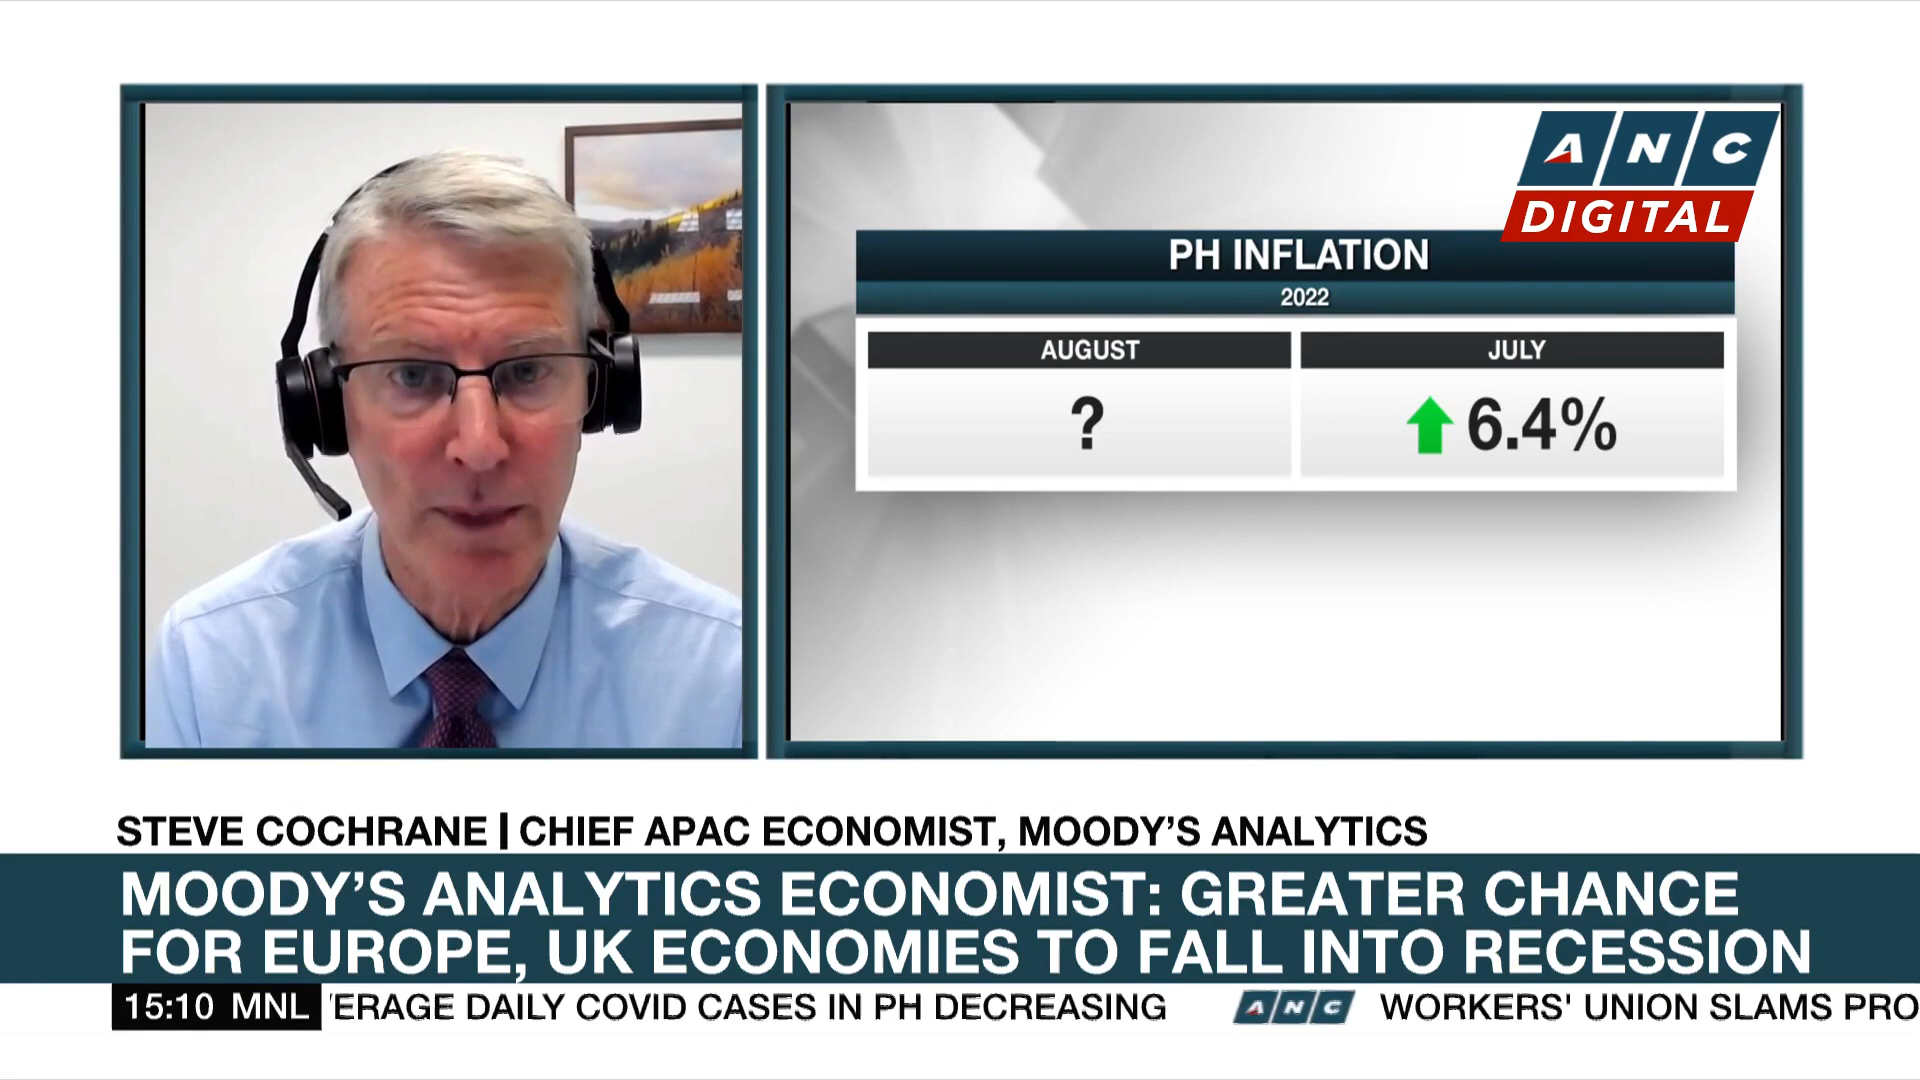 ANC
DIGITAL
PH INFLATION
2022
AUGUST
JULY
?
6.4%
STEVE COCHRANE | CHIEF APAC ECONOMIST, MOODY’S ANALYTICS
MOODY’S ANALYTICS ECONOMIST: GREATER CHANCE
FOR EUROPE, UK ECONOMIES TO FALL INTO RECESSION
15:10 MNL ERAGE DAILY COVID CASES IN PH DECREASING ANC WORKERS' UNION SLAMS PRO